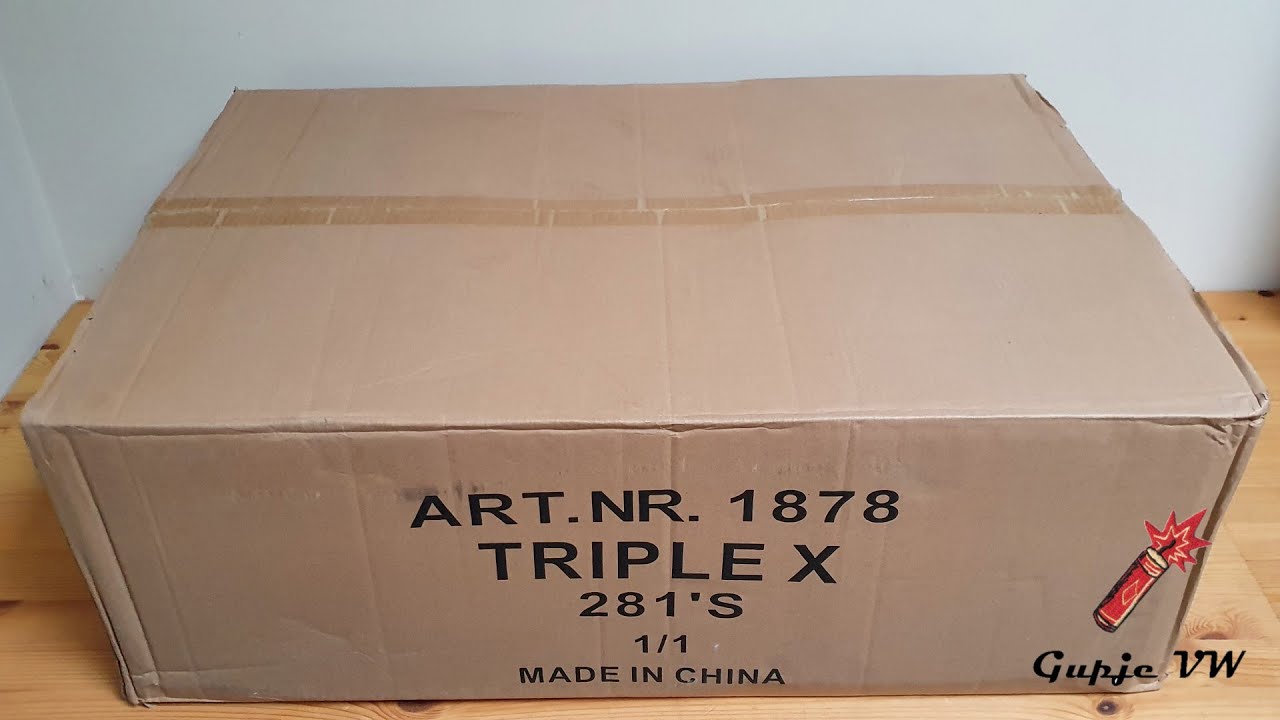 ART.NR. 1878
TRIPLE X
281'S
1/1
MADE IN CHINA
Gupje VW